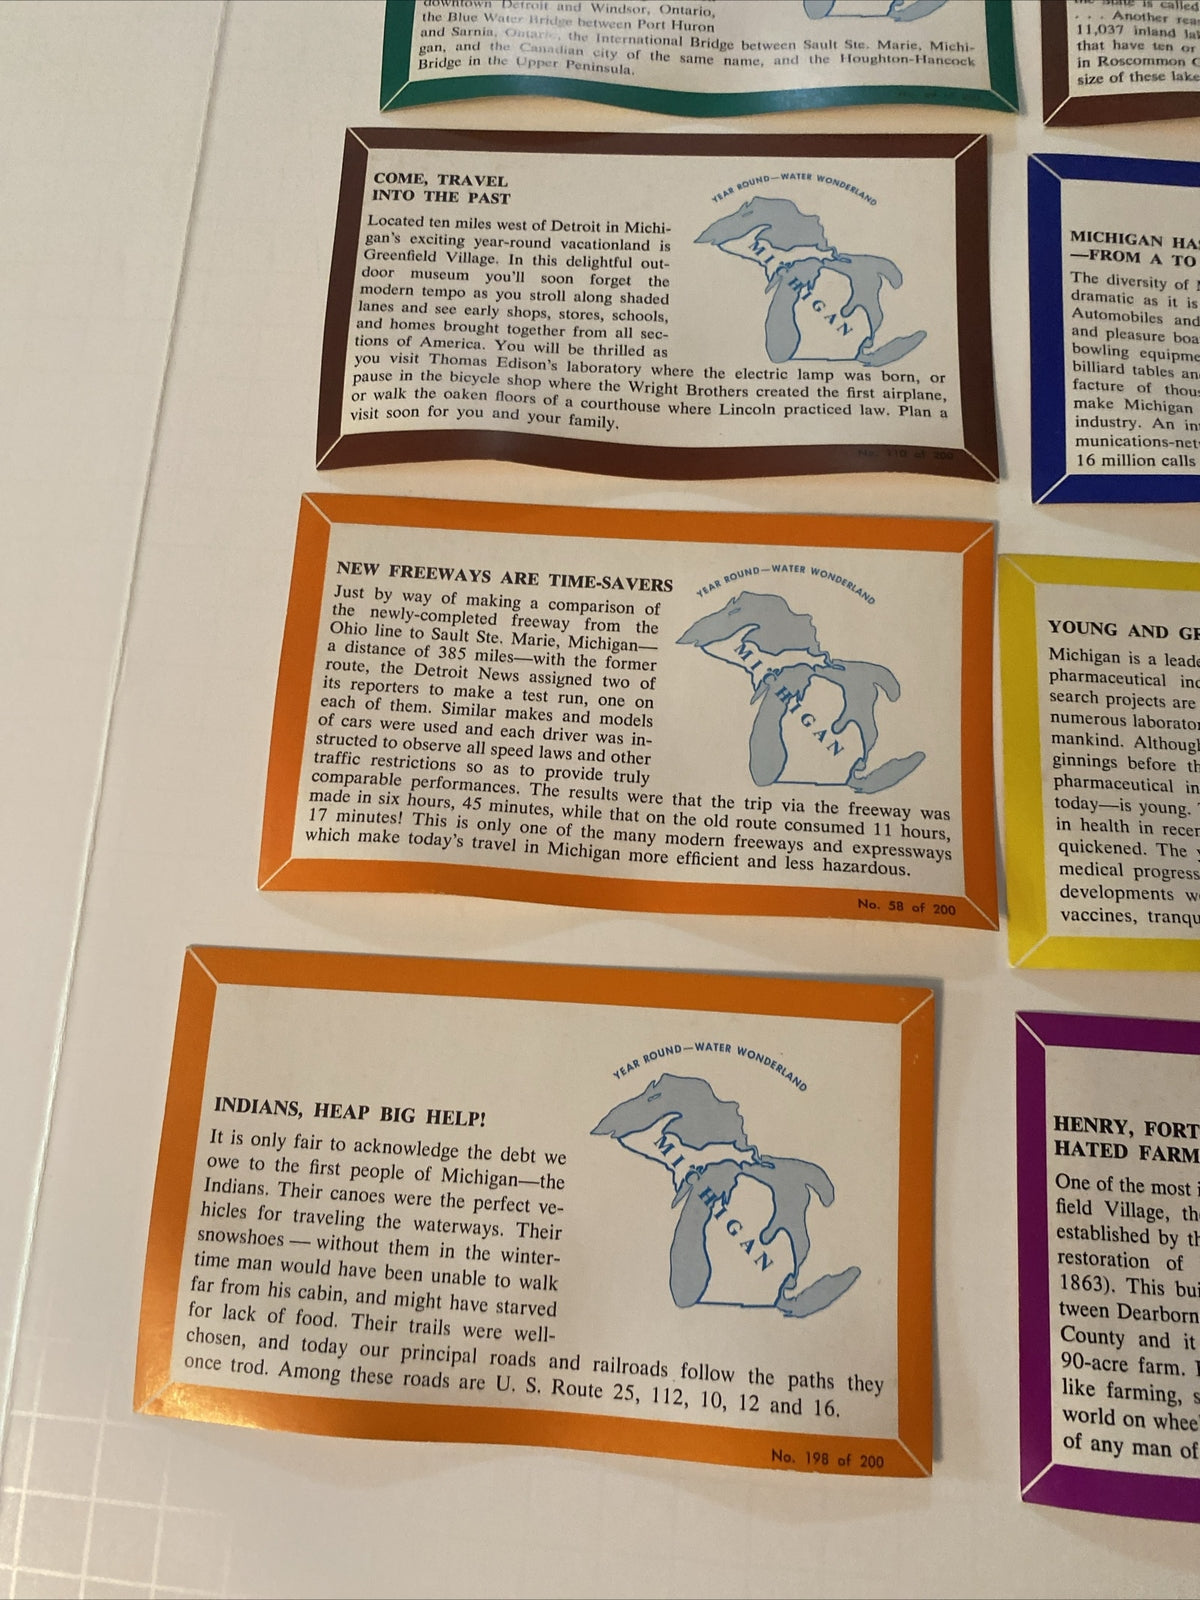 downtown Detroit and Windsor, Ontario,
the Blue Water Bridge between Port Huron
and Sarnia, Ontario, the International Bridge between Sault Ste. Marie, Michi-
gan, and the Canadian city of the same name, and the Houghton-Hancock
Bridge in the Upper Peninsula.
the State is called
. . . Another
11,037 inland
that have ten or
in Roscommon
size of these lake
COME, TRAVEL
INTO THE PAST
Located ten miles west of Detroit in Michi-
gan's exciting year-round vacationland is
Greenfield Village. In this delightful out-
door museum you'll soon forget the
modern tempo as you stroll along shaded
lanes and see early shops, stores, schools,
and homes brought together from all sec-
tions of America. You will be thrilled as
you visit Thomas Edison's laboratory where the electric lamp was born, or
pause in the bicycle shop where the Wright Brothers created the first airplane,
or walk the oaken floors of a courthouse where Lincoln practiced law. Plan a
visit soon for you and your family.
YEAR ROUND—WATER WONDERLAND
MICHIGAN
No. 110 of 200
MICHIGAN HAS
—FROM A TO
The diversity of
dramatic as it is
Automobiles and
and pleasure boa
bowling equipme
billiard tables an
facture of thous
make Michigan
industry. An in
munications-net
16 million calls
NEW FREEWAYS ARE TIME-SAVERS
Just by way of making a comparison of
the newly-completed freeway from the
Ohio line to Sault Ste. Marie, Michigan—
a distance of 385 miles—with the former
route, the Detroit News assigned two of
its reporters to make a test run, one on
each of them. Similar makes and models
of cars were used and each driver was in-
structed to observe all speed laws and other
traffic restrictions so as to provide truly
comparable performances. The results were that the trip via the freeway was
made in six hours, 45 minutes, while that on the old route consumed 11 hours,
17 minutes! This is only one of the many modern freeways and expressways
which make today's travel in Michigan more efficient and less hazardous.
YEAR ROUND—WATER WONDERLAND
MICHIGAN
No. 58 of 200
YOUNG AND GR
Michigan is a leade
pharmaceutical ind
search projects are
numerous laborator
mankind. Although
ginnings before th
pharmaceutical in
today—is young.
in health in recen
quickened. The
medical progress
developments w
vaccines, tranqu
INDIANS, HEAP BIG HELP!
It is only fair to acknowledge the debt we
owe to the first people of Michigan—the
Indians. Their canoes were the perfect ve-
hicles for traveling the waterways. Their
snowshoes — without them in the winter-
time man would have been unable to walk
far from his cabin, and might have starved
for lack of food. Their trails were well-
chosen, and today our principal roads and railroads follow the paths they
once trod. Among these roads are U. S. Route 25, 112, 10, 12 and 16.
YEAR ROUND—WATER WONDERLAND
MICHIGAN
No. 198 of 200
HENRY, FORT
HATED FARM
One of the most i
field Village, th
established by th
restoration of
1863). This bui
tween Dearborn
County and it
90-acre farm.
like farming, s
world on whee
of any man of